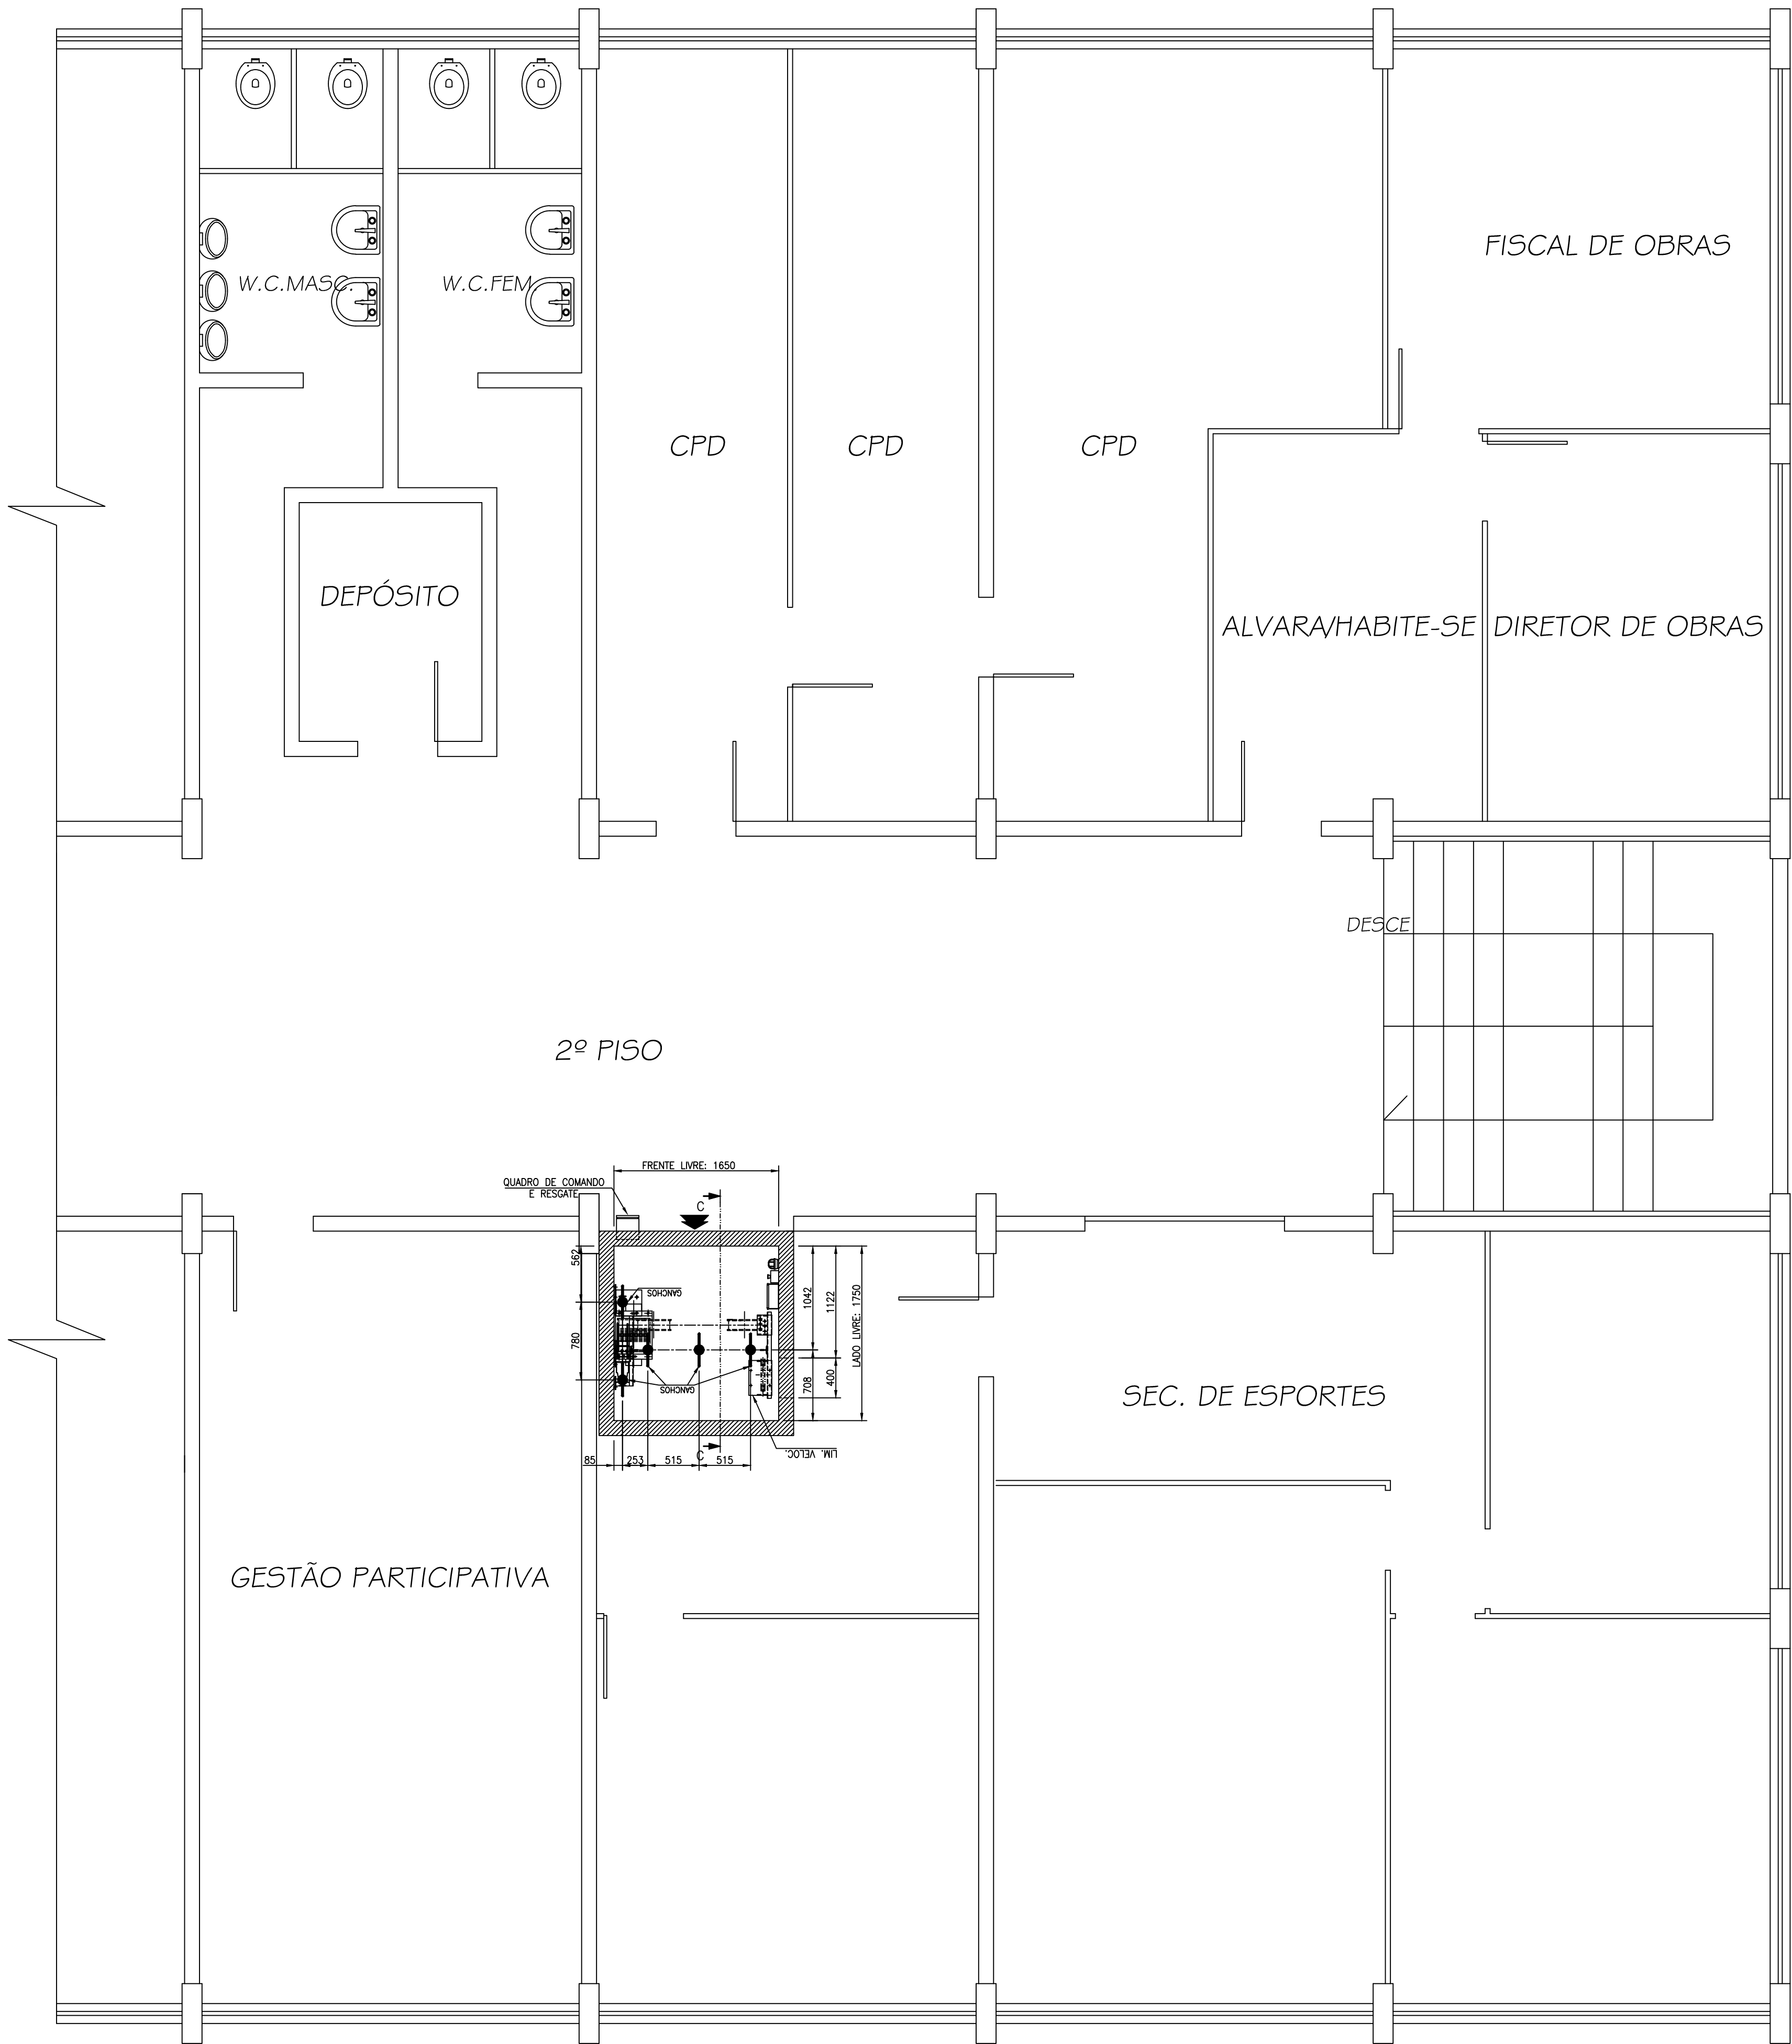 FISCAL DE OBRAS
W.C.MASC.
W.C.FEM.
CPD
CPD
CPD
DEPÓSITO
ALVARA/HABITE-SE
DIRETOR DE OBRAS
DESCE
2º PISO
FRENTE LIVRE: 1650
QUADRO DE COMANDO
E RESGATE
C
562
GANCHOS
1042
1122
LADO LIVRE: 1750
780
708
400
GANCHOS
SEC. DE ESPORTES
LIM. VELOC.
C
85
253
515
515
GESTÃO PARTICIPATIVA